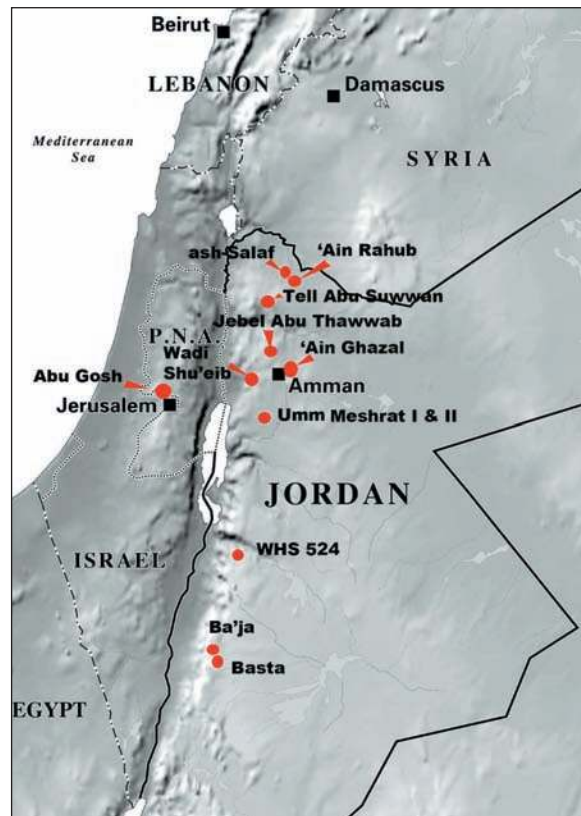 Beirut
LEBANON
Damascus
Mediterranean
Sea
SYRIA
ash-Salaf
‘Ain Rahub
Tell Abu Suwwan
Jebel Abu Thawwab
P.N.A.
Wadi
Shu’eib
‘Ain Ghazal
Abu Gosh
Amman
Jerusalem
Umm Meshrat I & II
JORDAN
ISRAEL
WHS 524
Ba’ja
Basta
EGYPT